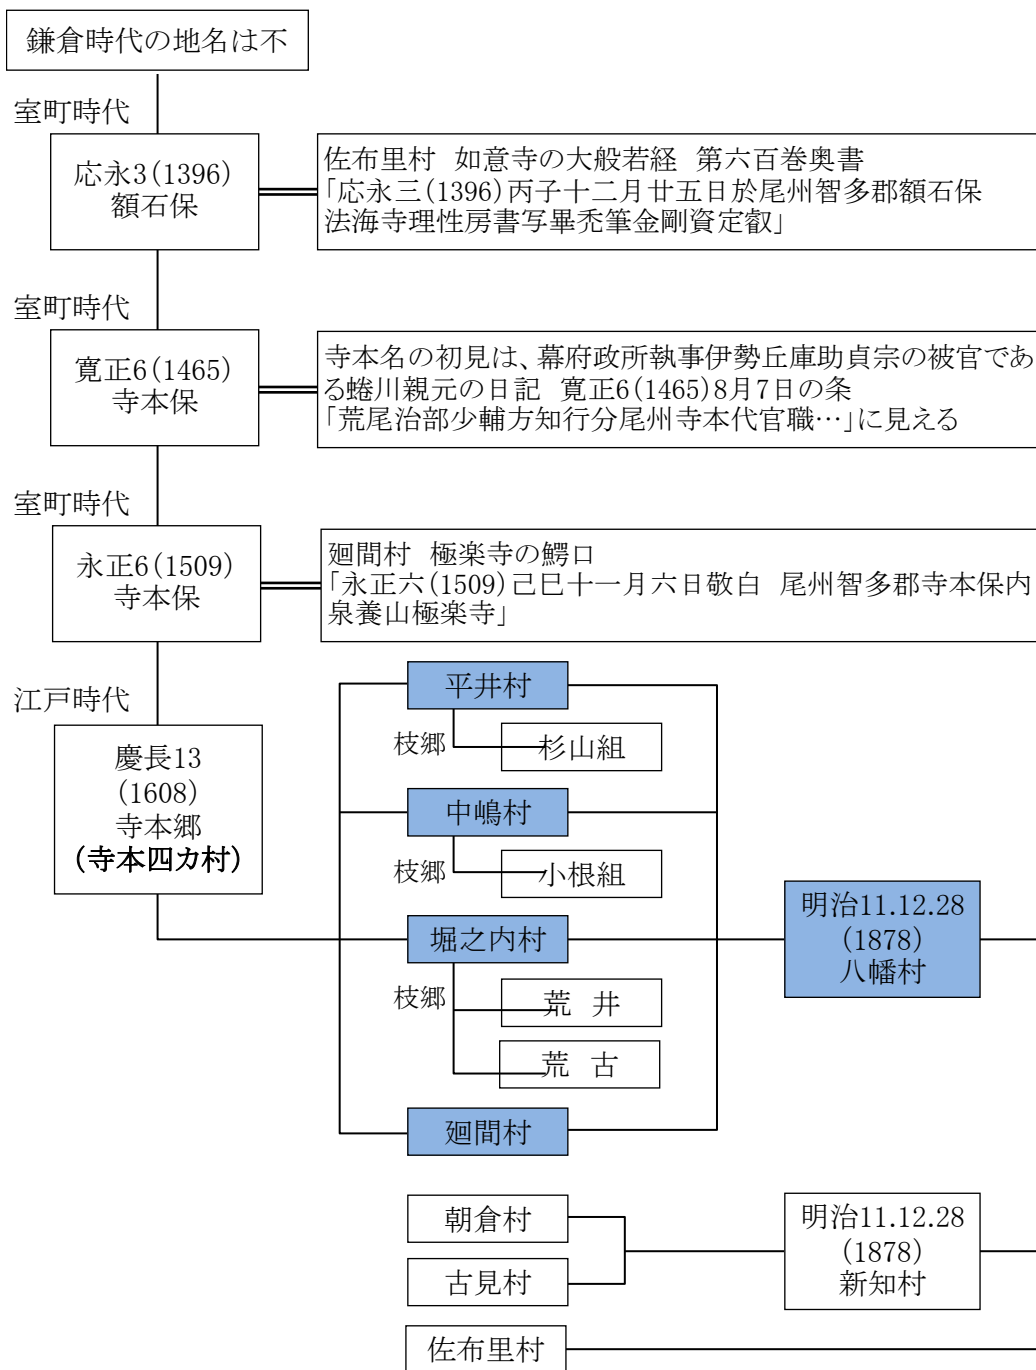 鎌倉時代の地名は不
室町時代
応永3(1396)
額石保
佐布里村 如意寺の大般若経 第六百巻奥書
「応永三(1396)丙子十二月廿五日於尾州智多郡額石保
法海寺理性房書写畢禿筆金剛資定叡」
室町時代
寛正6(1465)
寺本保
寺本名の初見は、幕府政所執事伊勢丘庫助貞宗の被官であ
る蜷川親元の日記 寛正6(1465)8月7日の条
「荒尾治部少輔方知行分尾州寺本代官職…」に見える
室町時代
永正6(1509)
寺本保
廻間村 極楽寺の鰐口
「永正六(1509)己巳十一月六日敬白 尾州智多郡寺本保内
泉養山極楽寺」
江戸時代
慶長13
(1608)
寺本郷
(寺本四カ村)
平井村
枝郷
杉山組
中嶋村
枝郷
小根組
堀之内村
枝郷
荒 井
荒 古
廻間村
明治11.12.28
(1878)
八幡村
朝倉村
古見村
明治11.12.28
(1878)
新知村
佐布里村